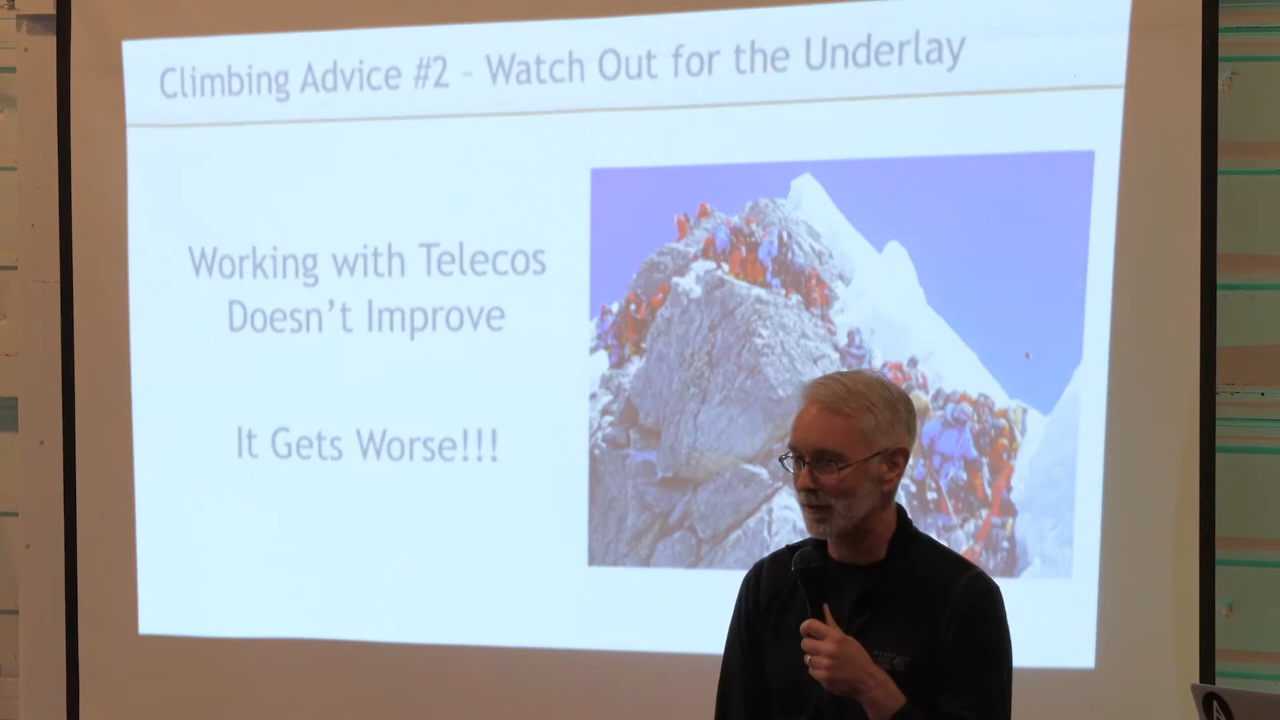 Climbing Advice #2 – Watch Out for the Underlay
Working with Telecos
Doesn't Improve
It Gets Worse!!!